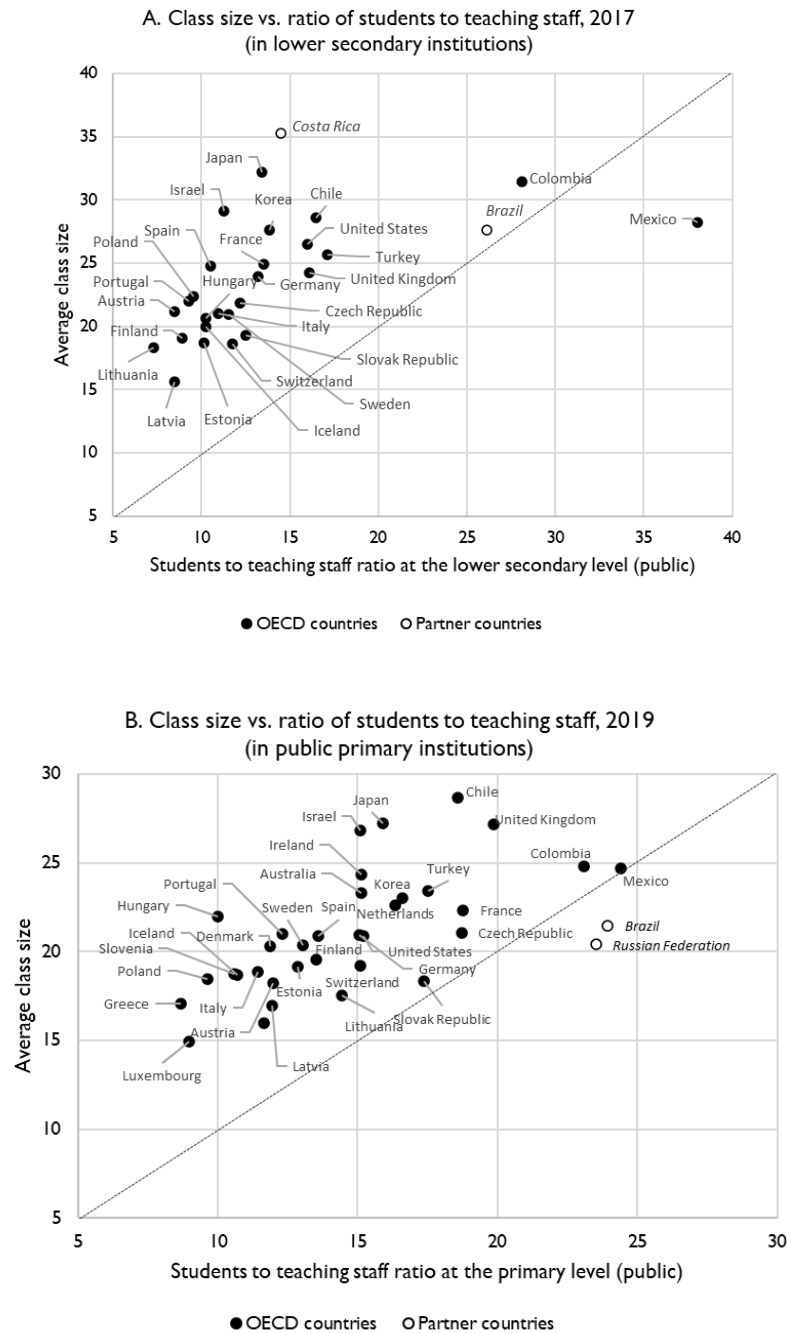 A. Class size vs. ratio of students to teaching staff, 2017
(in lower secondary institutions)
40
35
30
25
20
15
10
5
Average class size
Costa Rica
Japan
Israel
Korea
Chile
Colombia
Brazil
Mexico
Spain
United States
Poland
France
Turkey
Portugal
Hungary
Germany
United Kingdom
Austria
Czech Republic
Finland
Italy
Slovak Republic
Lithuania
Switzerland
Sweden
Latvia
Estonia
Iceland
5 10 15 20 25 30 35 40
Students to teaching staff ratio at the lower secondary level (public)
OECD countries Partner countries
B. Class size vs. ratio of students to teaching staff, 2019
(in public primary institutions)
30
25
20
15
10
5
Average class size
Chile
Japan
Israel
United Kingdom
Ireland
Colombia
Australia
Turkey
Mexico
Portugal
Korea
Hungary
Sweden
Spain
Netherlands
France
Iceland
Denmark
Brazil
Czech Republic
Slovenia
Finland
United States
Russian Federation
Poland
Germany
Switzerland
Estonia
Greece
Italy
Lithuania
Slovak Republic
Austria
Latvia
Luxembourg
5 10 15 20 25 30
Students to teaching staff ratio at the primary level (public)
OECD countries Partner countries